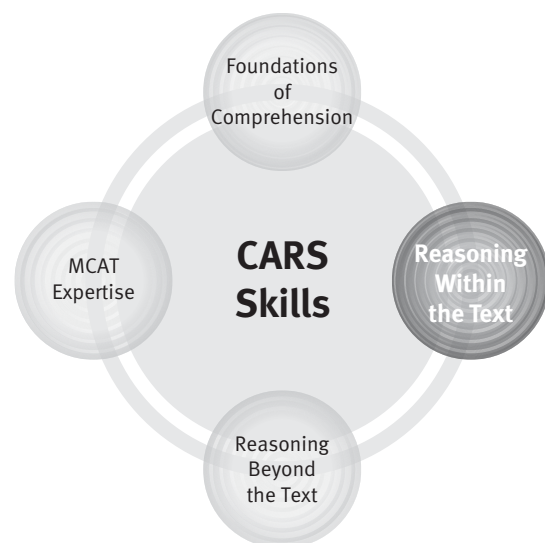 Foundations
of
Comprehension
MCAT
Expertise
CARS
Skills
Reasoning
Within
the Text
Reasoning
Beyond
the Text